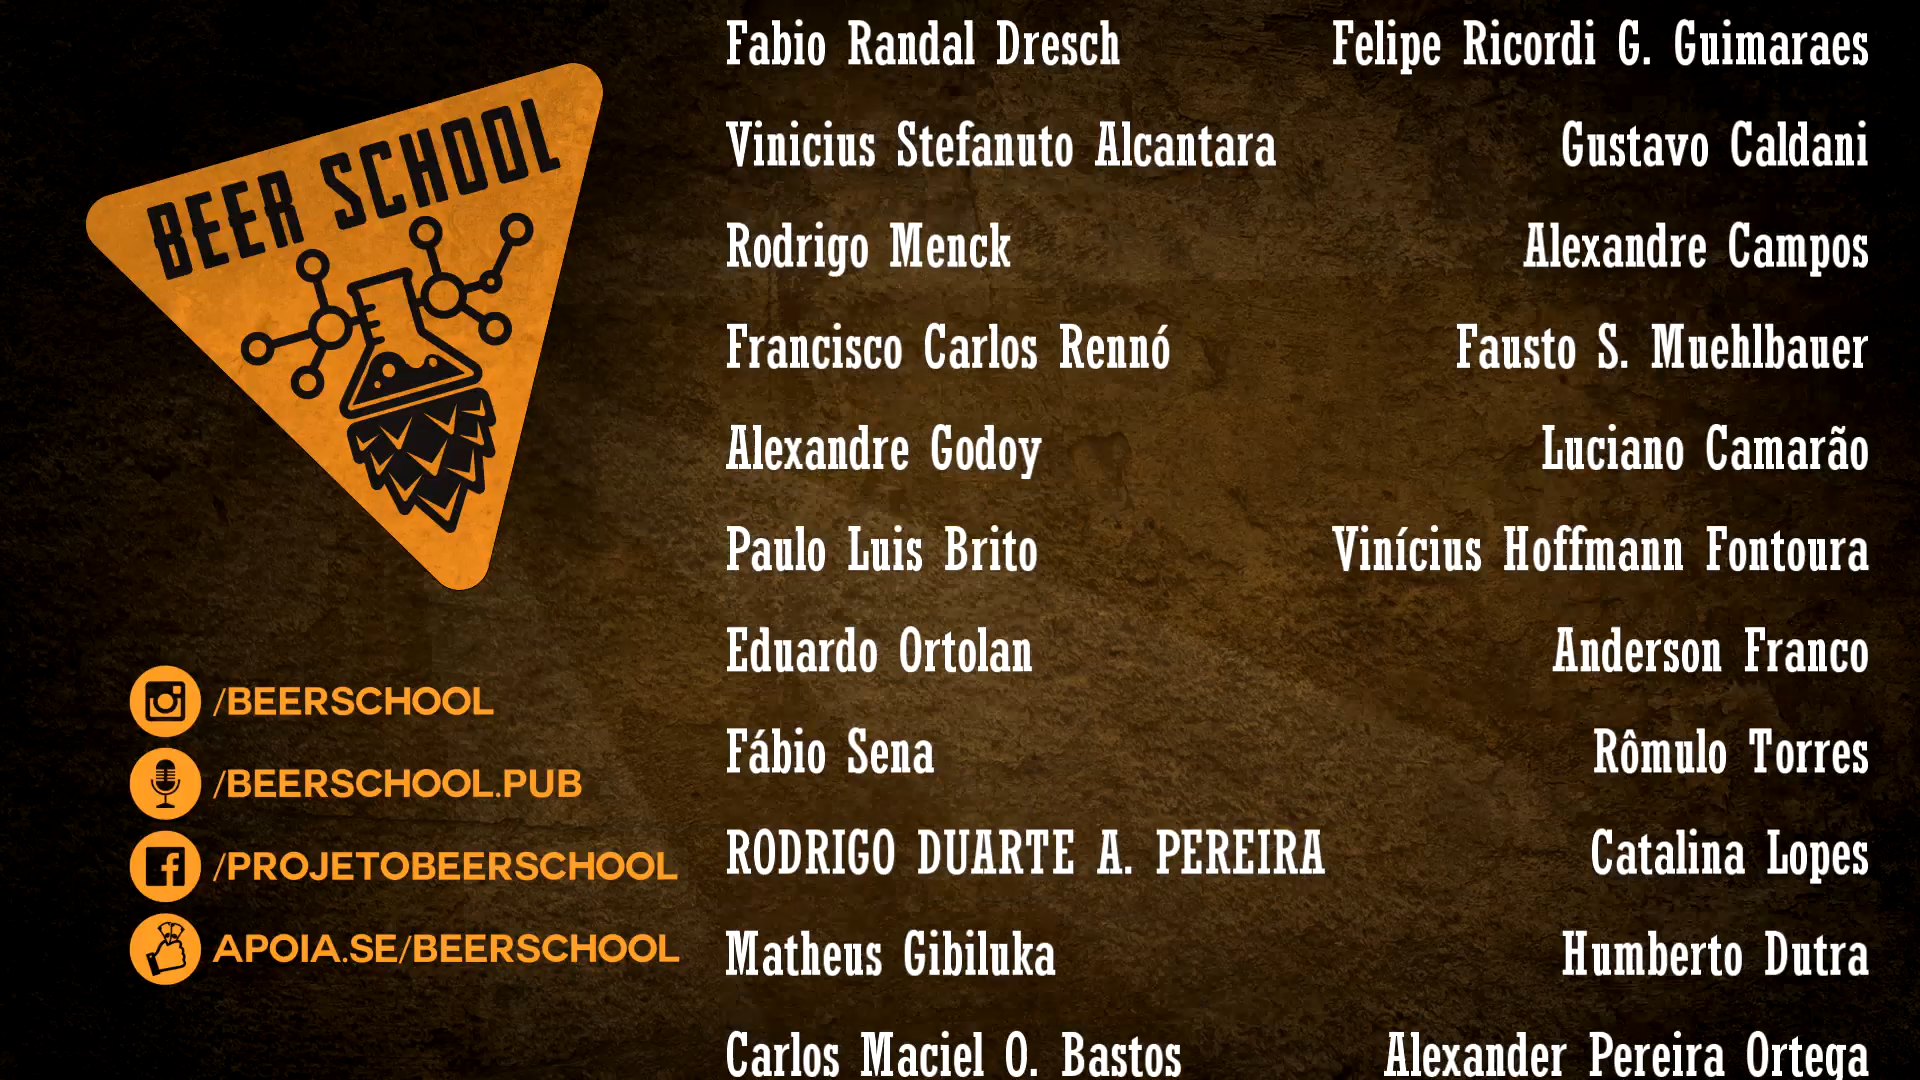 BEER SCHOOL
/BEERSCHOOL
/BEERSCHOOL.PUB
/PROJETOBEERSCHOOL
APOIA.SE/BEERSCHOOL
Fabio Randal Dresch
Vinicius Stefanuto Alcantara
Rodrigo Menck
Francisco Carlos Rennó
Alexandre Godoy
Paulo Luis Brito
Eduardo Ortolan
Fábio Sena
RODRIGO DUARTE A. PEREIRA
Matheus Gibiluka
Carlos Maciel O. Bastos
Felipe Ricordi G. Guimaraes
Gustavo Caldani
Alexandre Campos
Fausto S. Muehlbauer
Luciano Camarão
Vinícius Hoffmann Fontoura
Anderson Franco
Rômulo Torres
Catalina Lopes
Humberto Dutra
Alexander Pereira Ortega